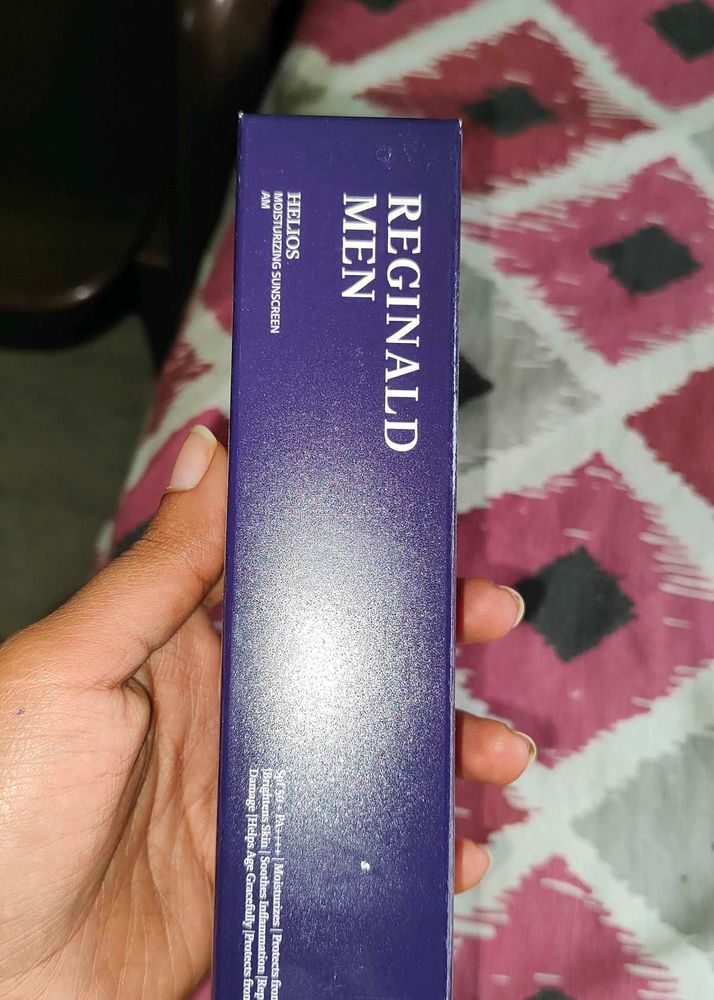 REGINALD
MEN
HELIOS
MOISTURIZING SUNSCREEN
AM
Spf 50+ PA++++ | Moisturizes | Protects from
|Brightens Skin | Soothes Inflammation |Rep
Damage |Helps Age Gracefully |Protects from